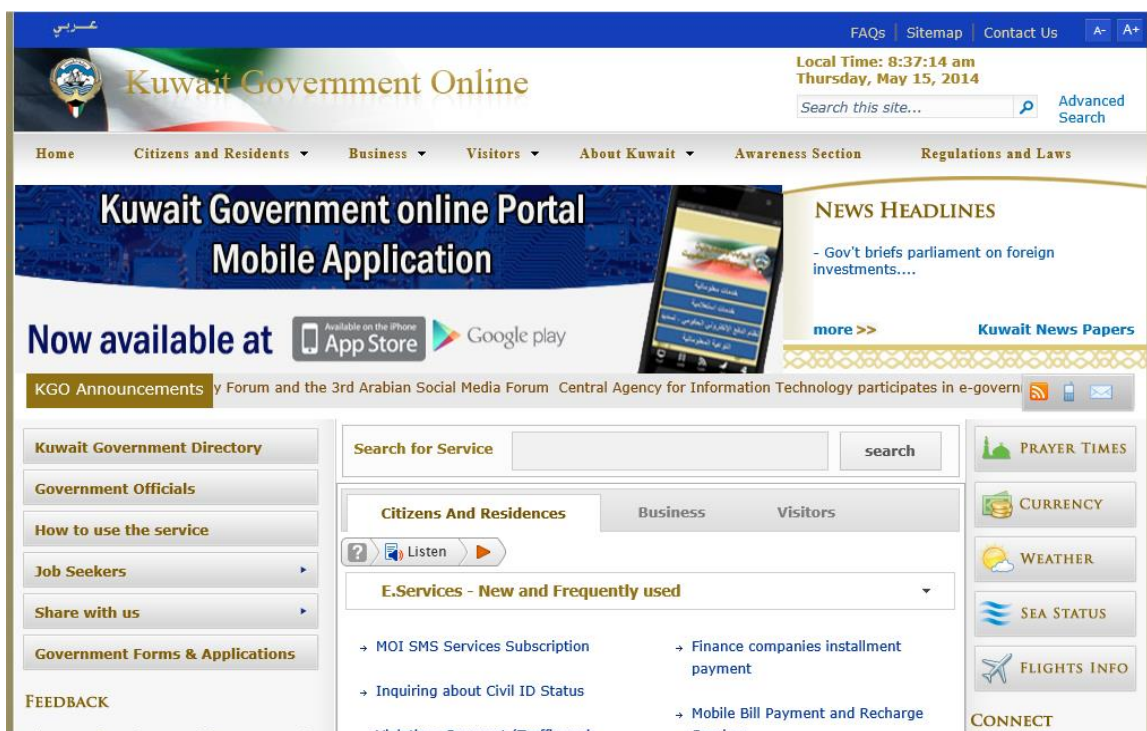 عــربي
FAQs | Sitemap | Contact Us A- A+
Kuwait Government Online
Local Time: 8:37:14 am
Thursday, May 15, 2014
Search this site...
Advanced
Search
Home Citizens and Residents Business Visitors About Kuwait Awareness Section Regulations and Laws
Kuwait Government online Portal
Mobile Application
Now available at
Available on the iPhone
App Store
Google play
خدمات معلوماتية
خدمات استعلامية
NEWS HEADLINES
- Gov't briefs parliament on foreign
investments....
more >> Kuwait News Papers
KGO Announcements y Forum and the 3rd Arabian Social Media Forum Central Agency for Information Technology participates in e-govern
Kuwait Government Directory
Government Officials
How to use the service
Job Seekers
Share with us
Government Forms & Applications
FEEDBACK
Search for Service search
Citizens And Residences Business Visitors
? Listen
E.Services - New and Frequently used
MOI SMS Services Subscription
Inquiring about Civil ID Status
Finance companies installment
payment
Mobile Bill Payment and Recharge
PRAYER TIMES
CURRENCY
WEATHER
SEA STATUS
FLIGHTS INFO
CONNECT